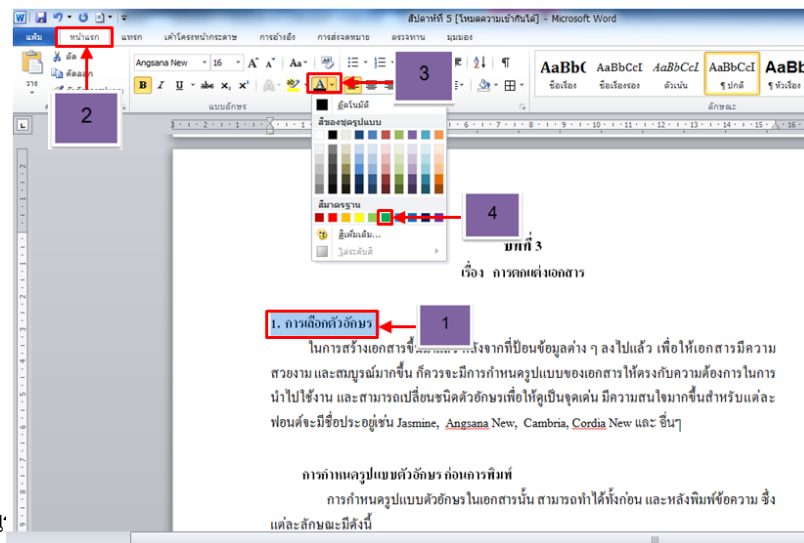 สัปดาห์ที่ 5 [โหมดความเข้ากันได้] - Microsoft Word
แฟ้ม หน้าแรก แทรก เค้าโครงหน้ากระดาษ การอ้างอิง การส่งจดหมาย ตรวจทาน มุมมอง
ตัด
คัดลอก
วาง
Angsana New 16
แบบอักษร
AaBb( AaBbCcI AaBbCcI AaBbCcI AaBb
ชื่อเรื่อง ชื่อเรื่องรอง ตัวเน้น ¶ ปกติ ¶ หัวเรื่อง
ลักษณะ
2
3
อัตโนมัติ
สีของชุดรูปแบบ
สีมาตรฐาน
สีเพิ่มเติม...
ไล่ระดับสี
4
บทที่ 3
เรื่อง การตกแต่งเอกสาร
1. การเลือกตัวอักษร
1
ในการสร้างเอกสารขึ้นมาแล้ว หลังจากที่ป้อนข้อมูลต่าง ๆ ลงไปแล้ว เพื่อให้เอกสารมีความ
สวยงาม และสมบูรณ์มากขึ้น ก็ควรจะมีการกำหนดรูปแบบของเอกสารให้ตรงกับความต้องการในการ
นำไปใช้งาน และสามารถเปลี่ยนชนิดตัวอักษรเพื่อให้ดูเป็นจุดเด่น มีความสนใจมากขึ้นสำหรับแต่ละ
ฟอนต์จะมีชื่อประอยู่เช่น Jasmine, Angsana New, Cambria, Cordia New และ อื่นๆ
การกำหนดรูปแบบตัวอักษร ก่อนการพิมพ์
การกำหนดรูปแบบตัวอักษรในเอกสารนั้น สามารถทำได้ทั้งก่อน และหลังพิมพ์ข้อความ ซึ่ง
แต่ละลักษณะมีดังนี้